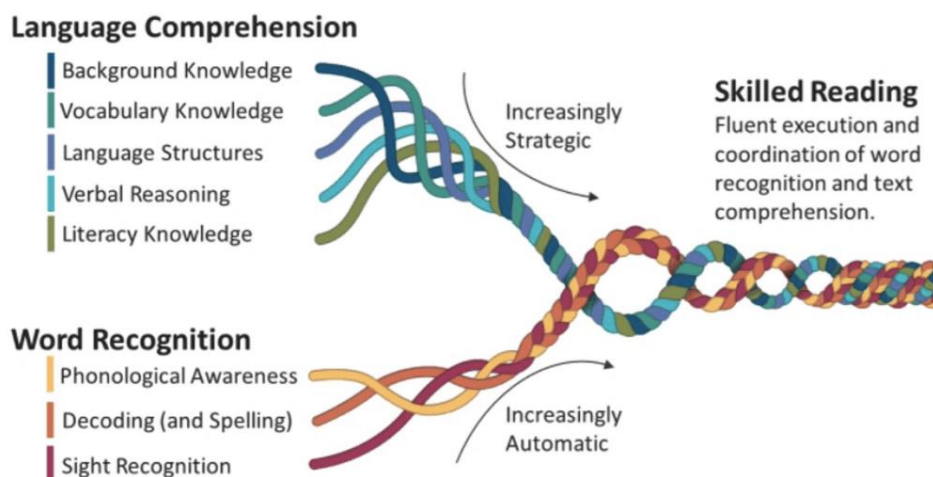 Language Comprehension
Background Knowledge
Vocabulary Knowledge
Language Structures
Verbal Reasoning
Literacy Knowledge
Increasingly
Strategic
Skilled Reading
Fluent execution and
coordination of word
recognition and text
comprehension.
Word Recognition
Phonological Awareness
Decoding (and Spelling)
Sight Recognition
Increasingly
Automatic